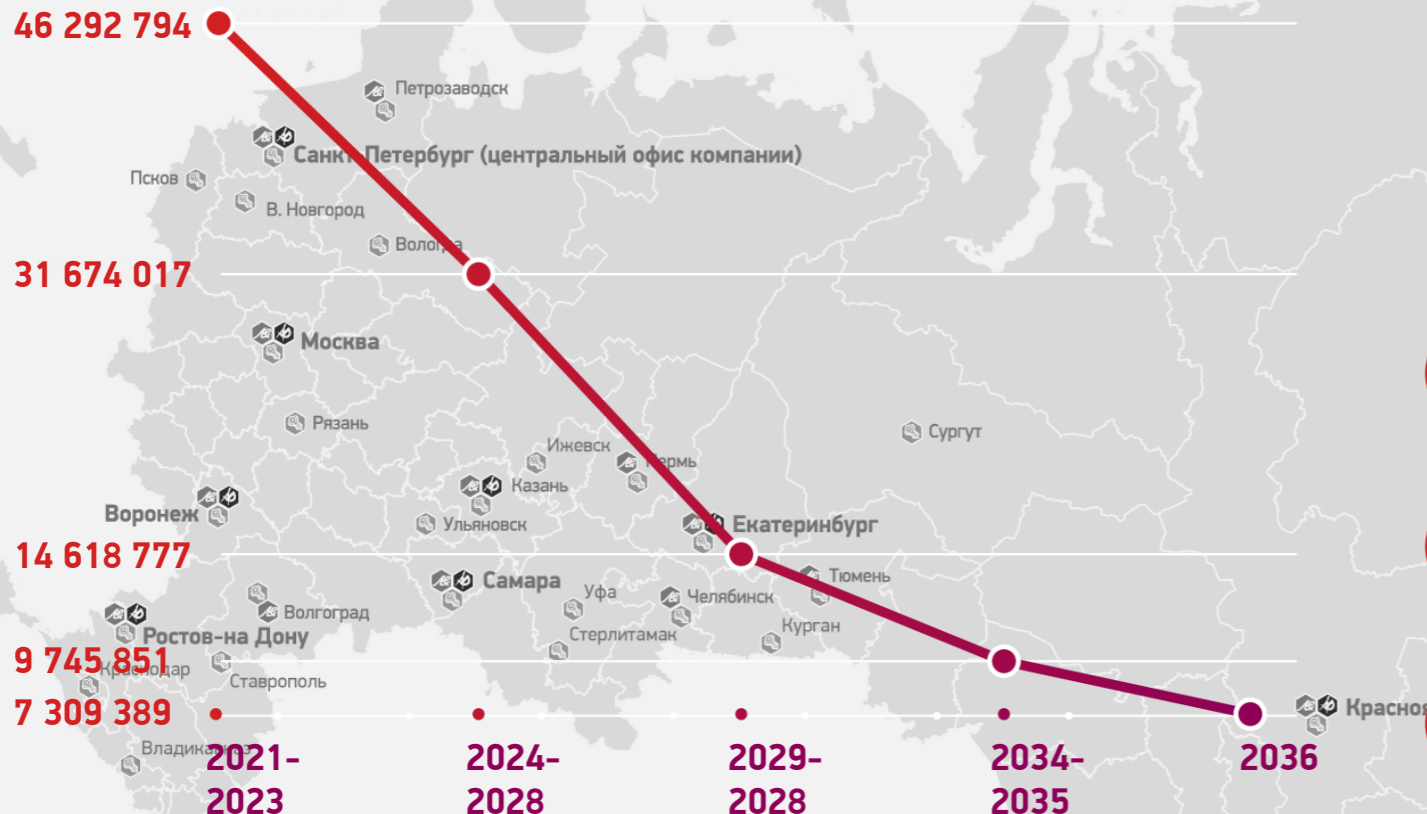 46 292 794
Петрозаводск
Санкт-Петербург (центральный офис компании)
Псков
В. Новгород
Вологда
31 674 017
Москва
Рязань
Сургут
Ижевск
Пермь
Казань
Воронеж
Ульяновск
Екатеринбург
14 618 777
Самара
Тюмень
Уфа
Челябинск
Волгоград
Курган
Ростов-на Дону
Стерлитамак
9 745 851
Краснодар
Ставрополь
7 309 389
Красноя
Владикавказ
2021-
2023
2024-
2028
2029-
2028
2034-
2035
2036